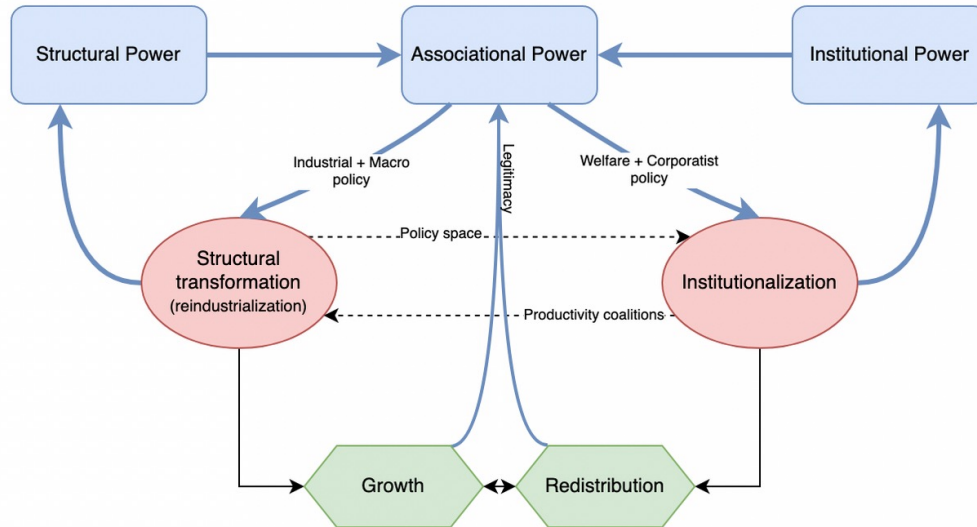 Structural Power
Associational Power
Institutional Power
Industrial + Macro
policy
Legitimacy
Welfare + Corporatist
policy
Policy space
Structural
transformation
(reindustrialization)
Institutionalization
Productivity coalitions
Growth
Redistribution